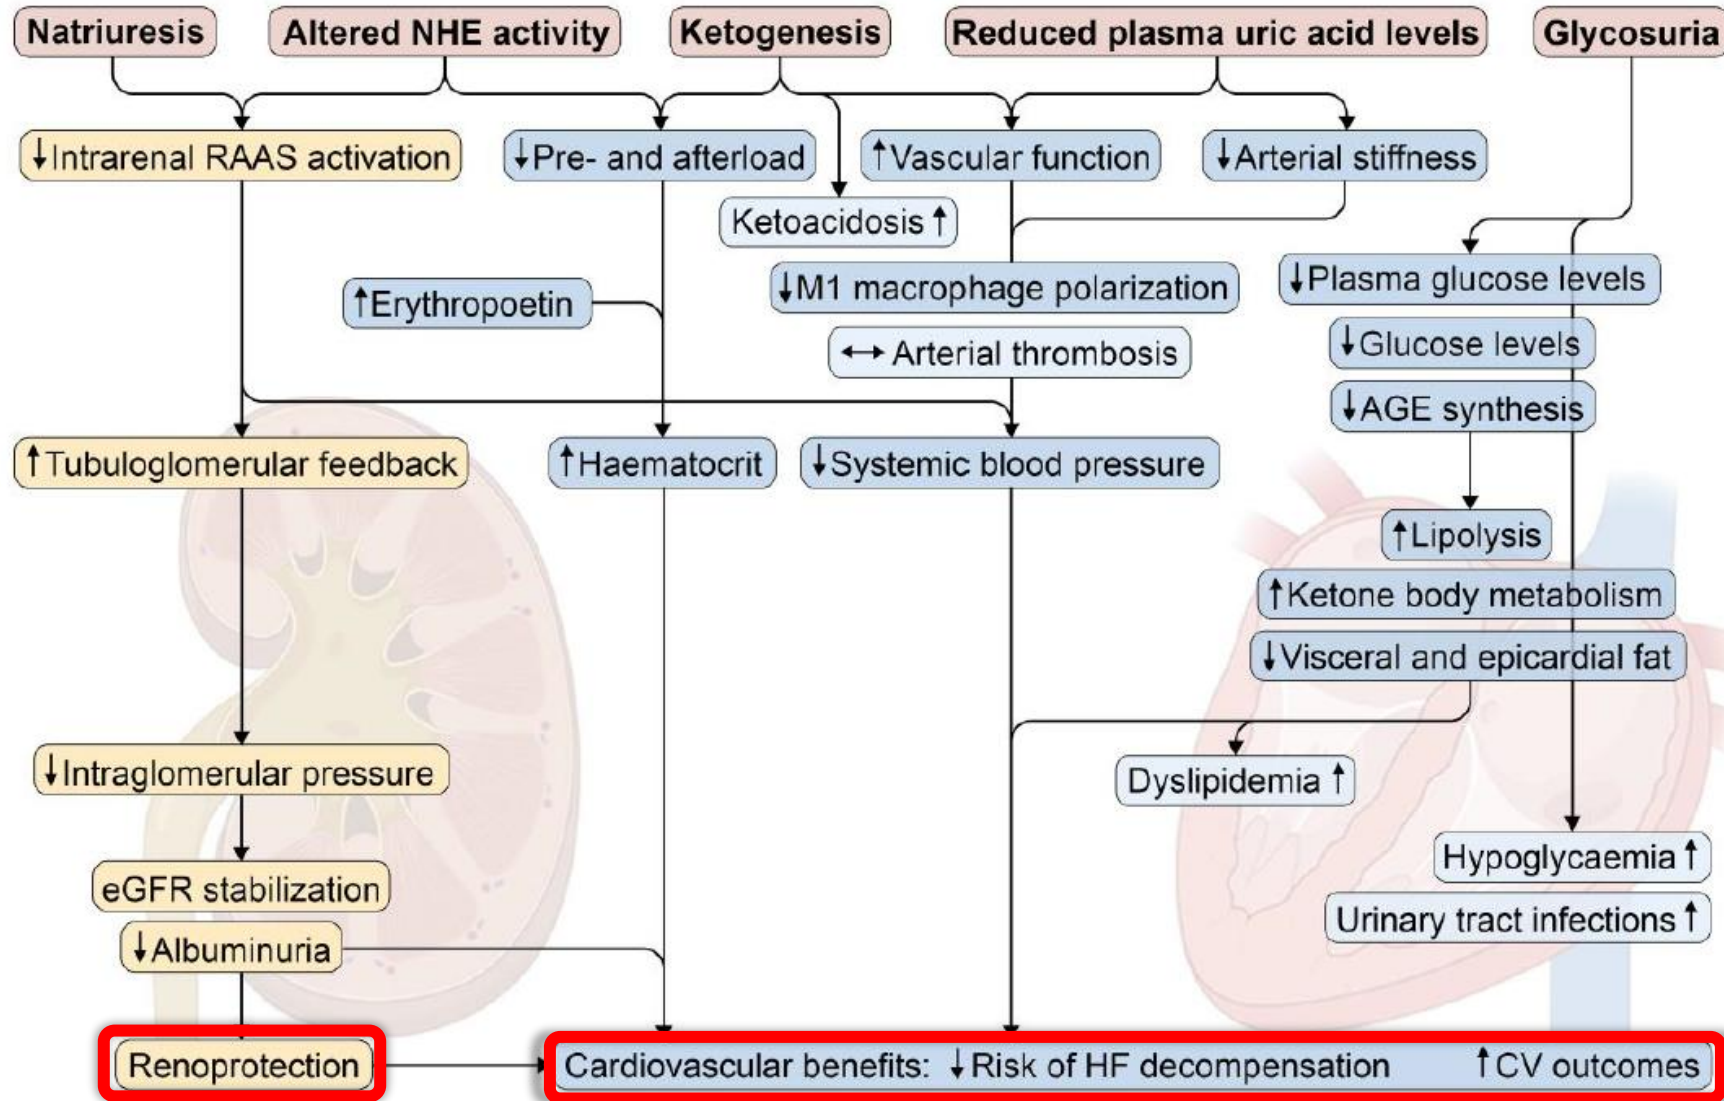 Natriuresis
Altered NHE activity
Ketogenesis
Reduced plasma uric acid levels
Glycosuria
↓Intrarenal RAAS activation
↓Pre- and afterload
↑Vascular function
↓Arterial stiffness
Ketoacidosis↑
↓Plasma glucose levels
↓M1 macrophage polarization
↑Erythropoetin
↔ Arterial thrombosis
↓Glucose levels
↓AGE synthesis
↑Tubuloglomerular feedback
↑Haematocrit
↓Systemic blood pressure
↑Lipolysis
↑Ketone body metabolism
↓Visceral and epicardial fat
↓Intraglomerular pressure
Dyslipidemia↑
Hypoglycaemia↑
eGFR stabilization
Urinary tract infections↑
↓Albuminuria
Renoprotection
Cardiovascular benefits: ↓Risk of HF decompensation ↑CV outcomes